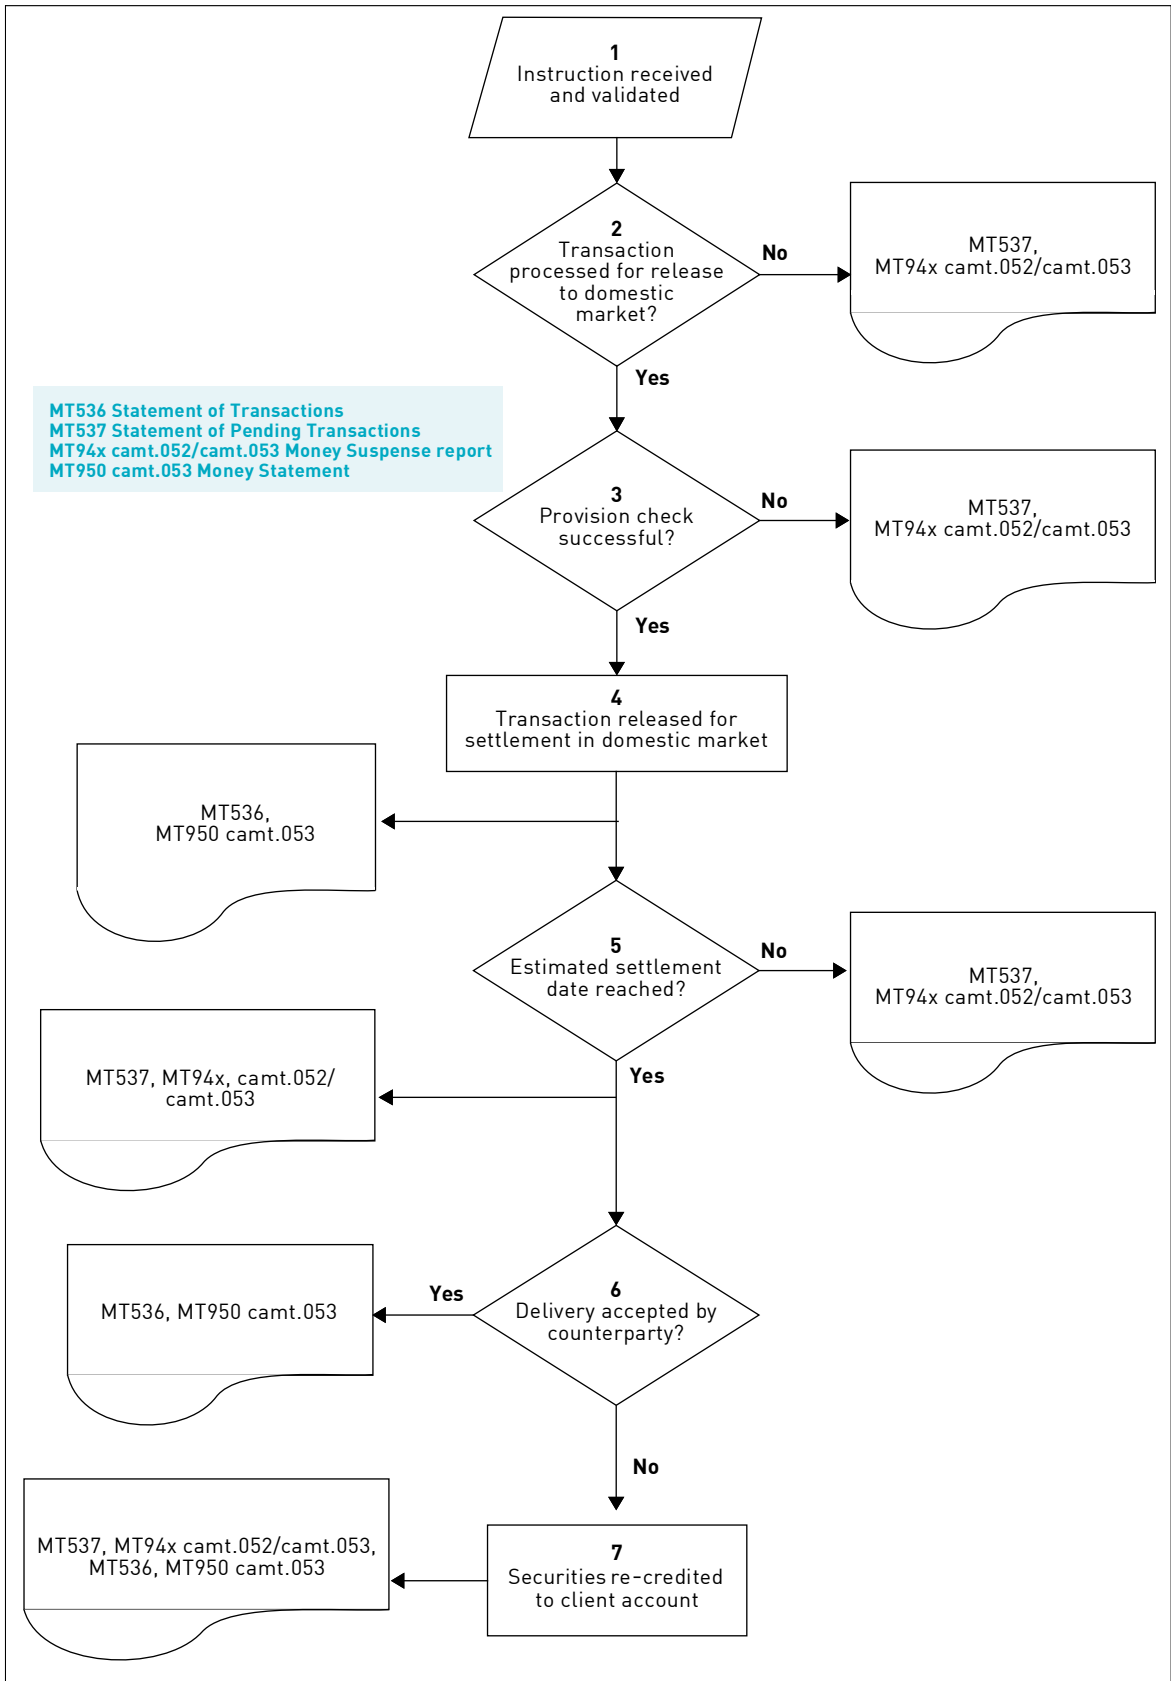 1
Instruction received
and validated
2
Transaction
processed for release
to domestic
market?
No
MT537,
MT94x camt.052/camt.053
Yes
MT536 Statement of Transactions
MT537 Statement of Pending Transactions
MT94x camt.052/camt.053 Money Suspense report
MT950 camt.053 Money Statement
3
Provision check
successful?
No
MT537,
MT94x camt.052/camt.053
Yes
4
Transaction released for
settlement in domestic market
MT536,
MT950 camt.053
5
Estimated settlement
date reached?
No
MT537,
MT94x camt.052/camt.053
Yes
MT537, MT94x, camt.052/
camt.053
6
Delivery accepted by
counterparty?
Yes
MT536, MT950 camt.053
No
7
Securities re-credited
to client account
MT537, MT94x camt.052/camt.053,
MT536, MT950 camt.053